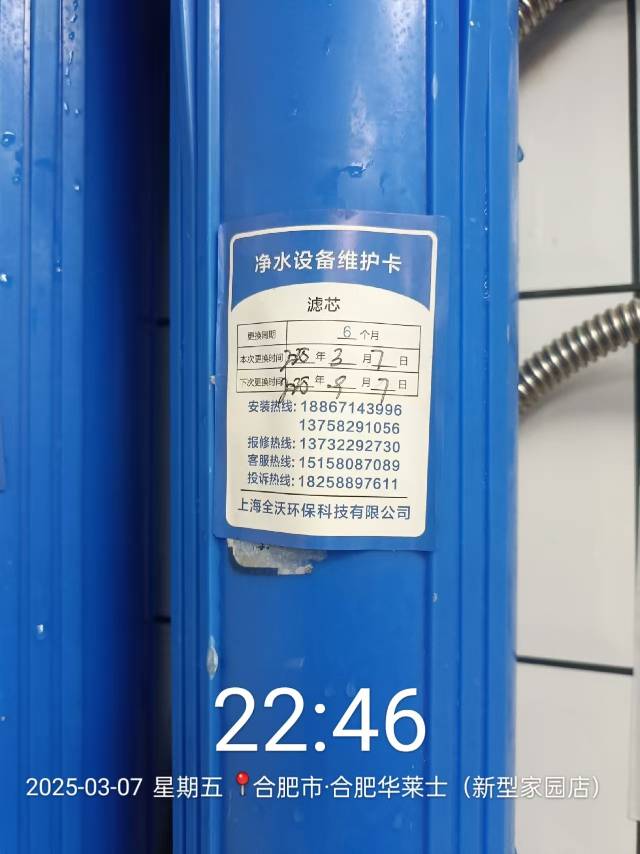 净水设备维护卡
滤芯
更换周期 6 个月
本次更换时间 2025 年 3 月 7 日
下次更换时间 2025 年 9 月 7 日
安装热线: 18867143996
13758291056
报修热线: 13732292730
客服热线: 15158087089
投诉热线: 18258897611
上海全沃环保科技有限公司
22:46
2025-03-07 星期五 合肥市·合肥华莱士（新型家园店）